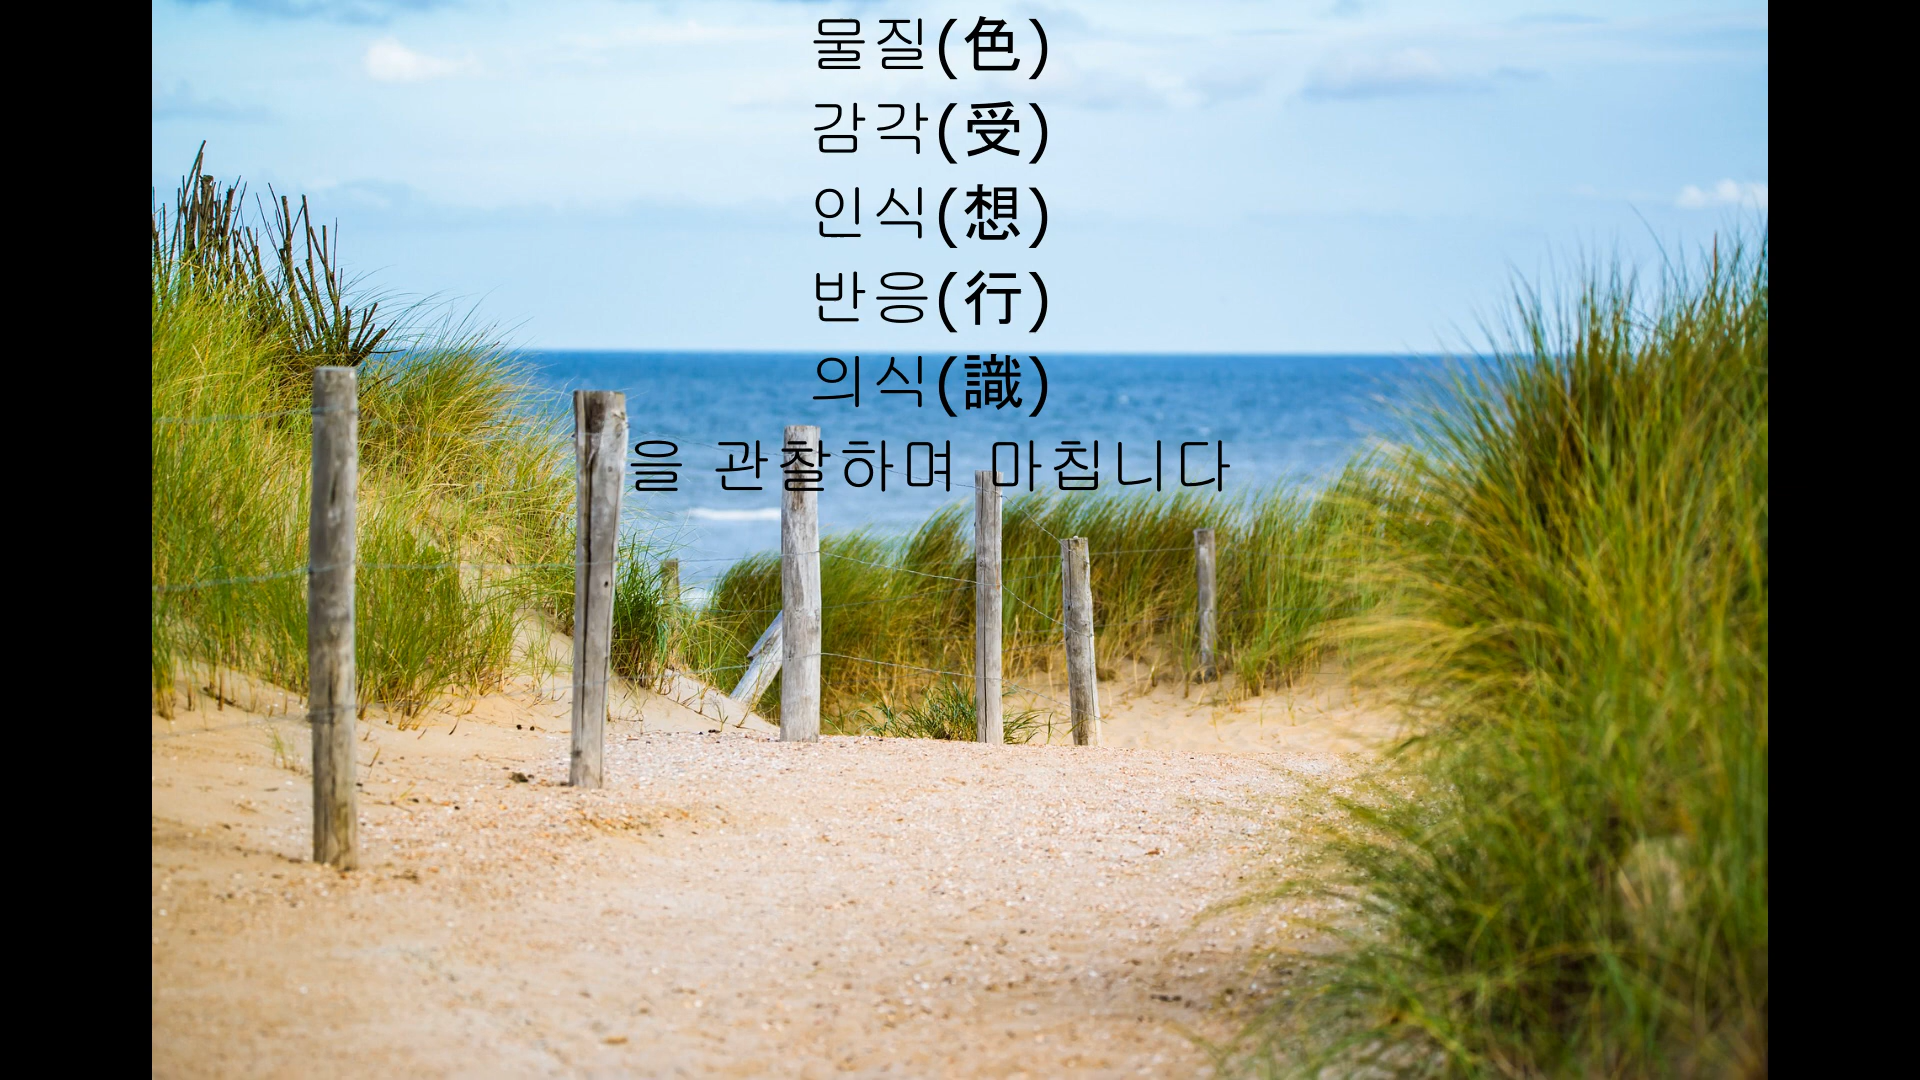 물질(色)
감각(受)
인식(想)
반응(行)
의식(識)
을 관찰하며 마칩니다